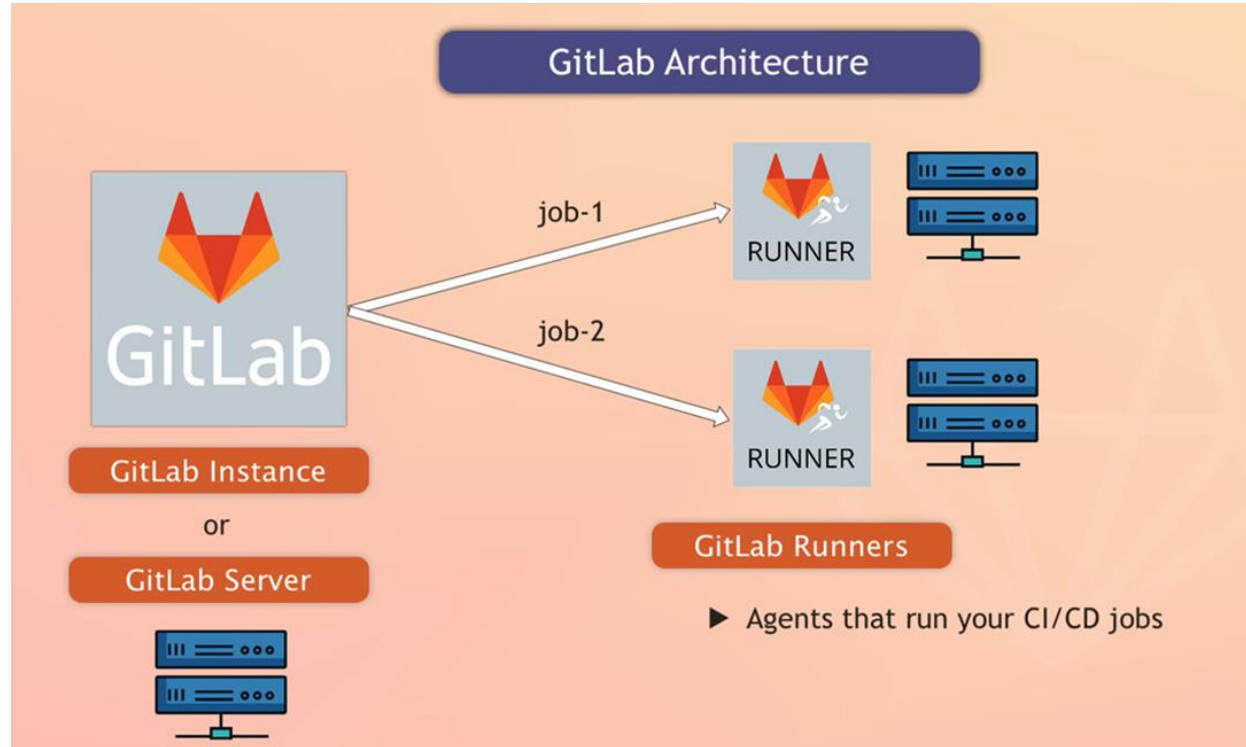 GitLab Architecture
GitLab
job-1
job-2
RUNNER
RUNNER
GitLab Instance
or
GitLab Server
GitLab Runners
▶ Agents that run your CI/CD jobs